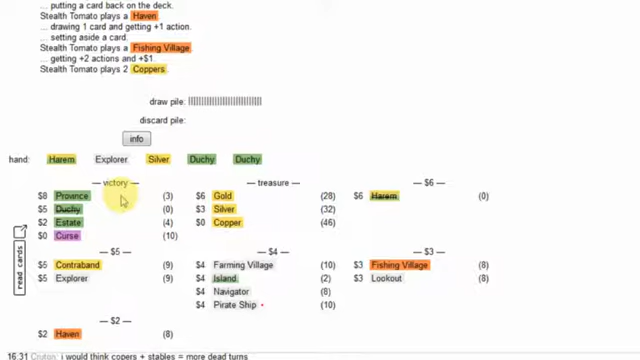 ... putting a card back on the deck.
Stealth Tomato plays a Haven.
... drawing 1 card and getting +1 action.
... setting aside a card.
Stealth Tomato plays a Fishing Village.
... getting +2 actions and +$1.
Stealth Tomato plays 2 Coppers.
draw pile:
discard pile:
info
hand: Harem Explorer Silver Duchy Duchy
— victory — — treasure — — $6 —
$8 Province (3) $6 Gold (28) $6 Harem (0)
$5 Duchy (0) $3 Silver (32)
$2 Estate (4) $0 Copper (46)
$0 Curse (10)
read cards
— $5 — — $4 — — $3 —
$5 Contraband (9) $4 Farming Village (10) $3 Fishing Village (8)
$5 Explorer (9) $4 Island (2) $3 Lookout (8)
$4 Navigator (8)
$4 Pirate Ship (10)
— $2 —
$2 Haven (8)
16:31 Cruton: i would think copers + stables = more dead turns